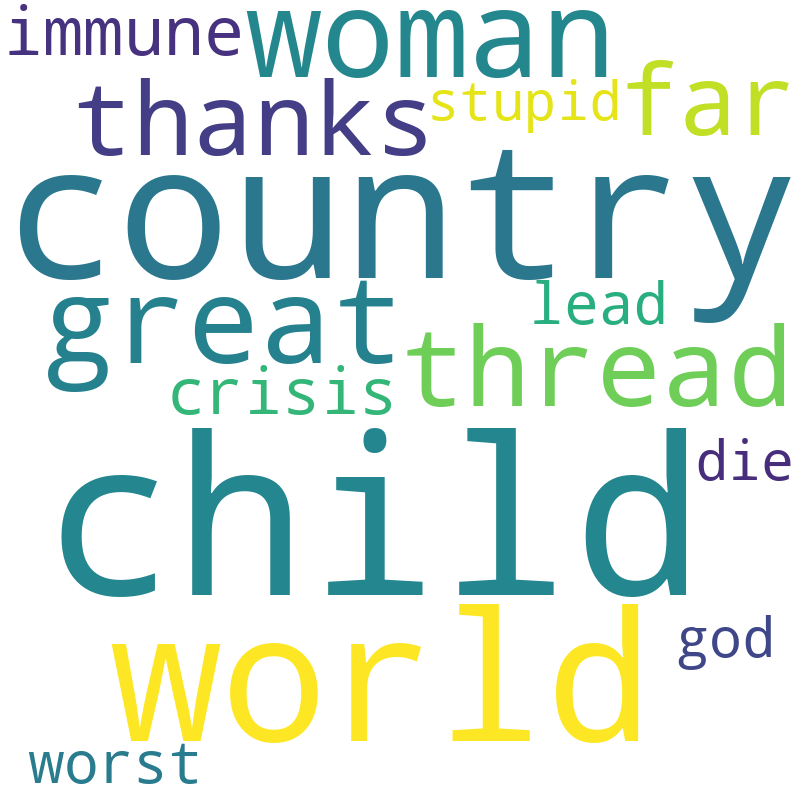 immune woman
thanks stupid far
country
great lead
crisis thread
child
die
world
god
worst